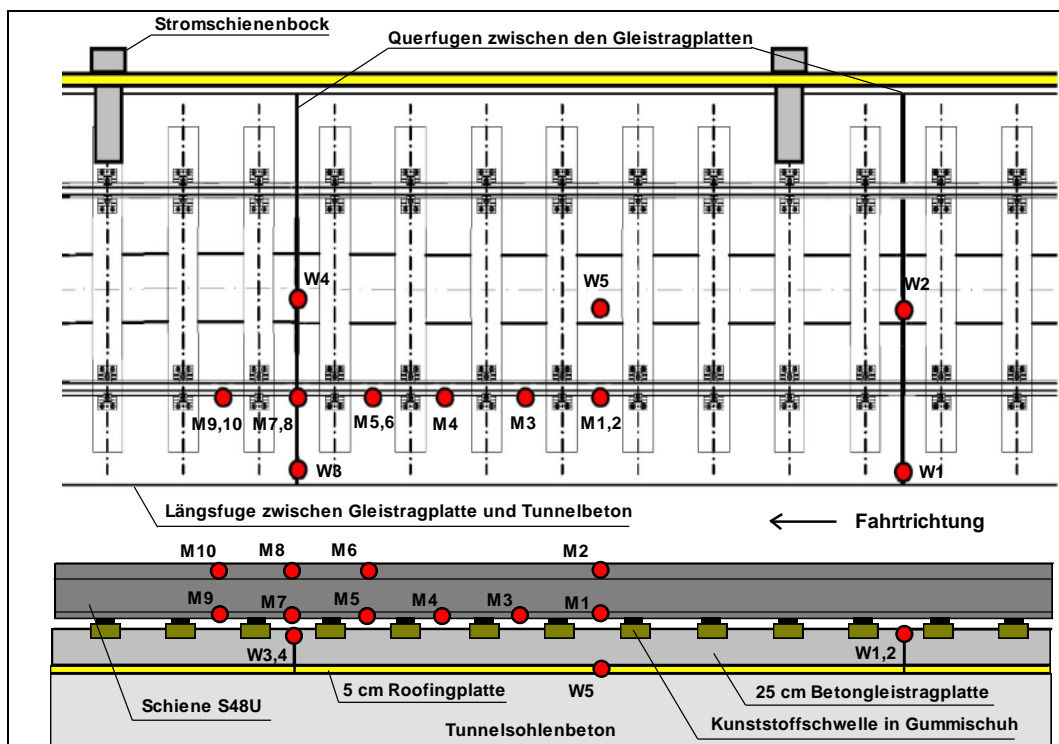 Stromschienenbock
Querfugen zwischen den Gleistragplatten
W4
W5
W2
M9,10
M7,8
M5,6
M4
M3
M1,2
W3
W1
Längsfuge zwischen Gleistragplatte und Tunnelbeton
Fahrtrichtung
M10
M8
M6
M2
M9
M7
M5
M4
M3
M1
W3,4
W1,2
5 cm Roofingplatte
W5
25 cm Betongleistragplatte
Schiene S48U
Kunststoffschwelle in Gummischuh
Tunnelsohlenbeton